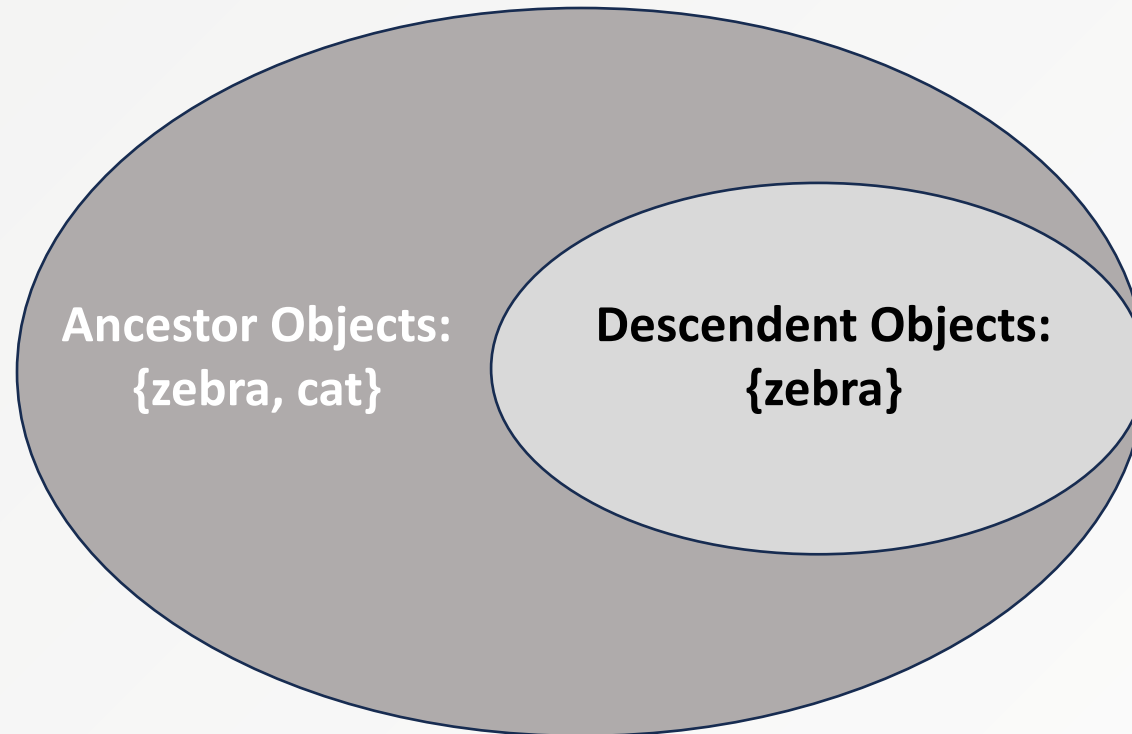 Ancestor Objects:
{zebra, cat}
Descendent Objects:
{zebra}